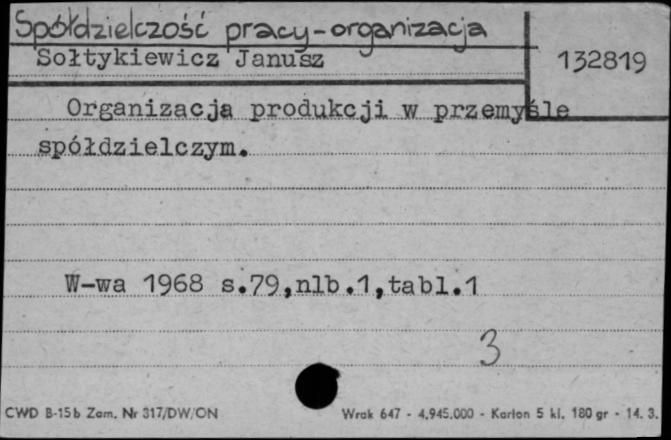 Spółdzielczość pracy-organizacja
Sołtykiewicz Janusz
132819
Organizacja produkcji w przemyśle
spółdzielczym.
W-wa 1968 s.79,nlb.1,tabl.1
3
CWD B-15b Zam. Nr 317/DW/ON
Wrak 647 - 4.945.000 - Karton 5 kl. 180 gr - 14. 3.